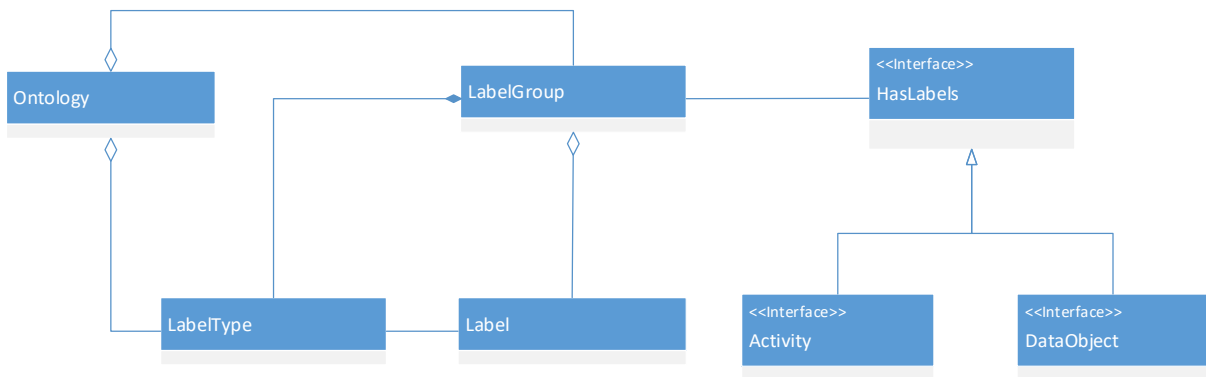 Ontology
LabelGroup
<<Interface>>
HasLabels
LabelType
Label
<<Interface>>
Activity
<<Interface>>
DataObject